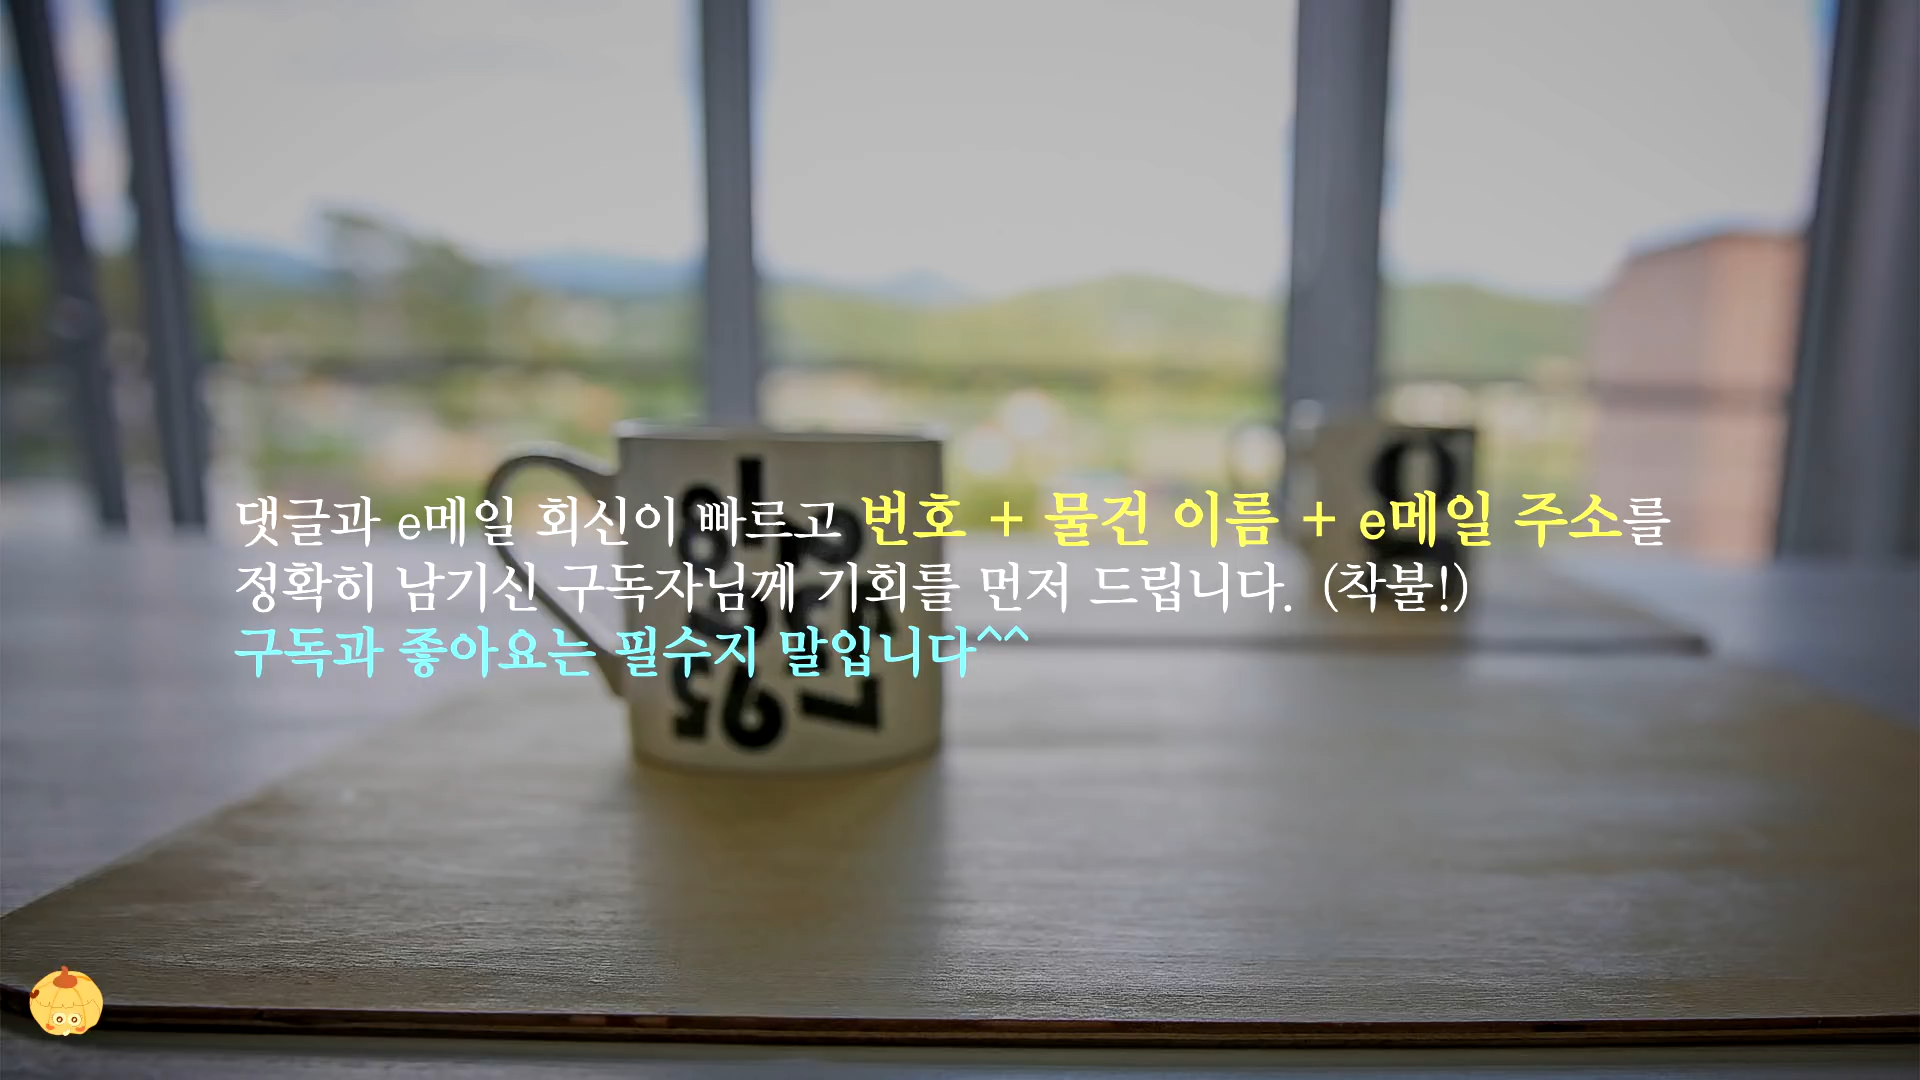 댓글과 e메일 회신이 빠르고 번호 + 물건 이름 + e메일 주소를
정확히 남기신 구독자님께 기회를 먼저 드립니다. (착불!)
구독과 좋아요는 필수지 말입니다^^